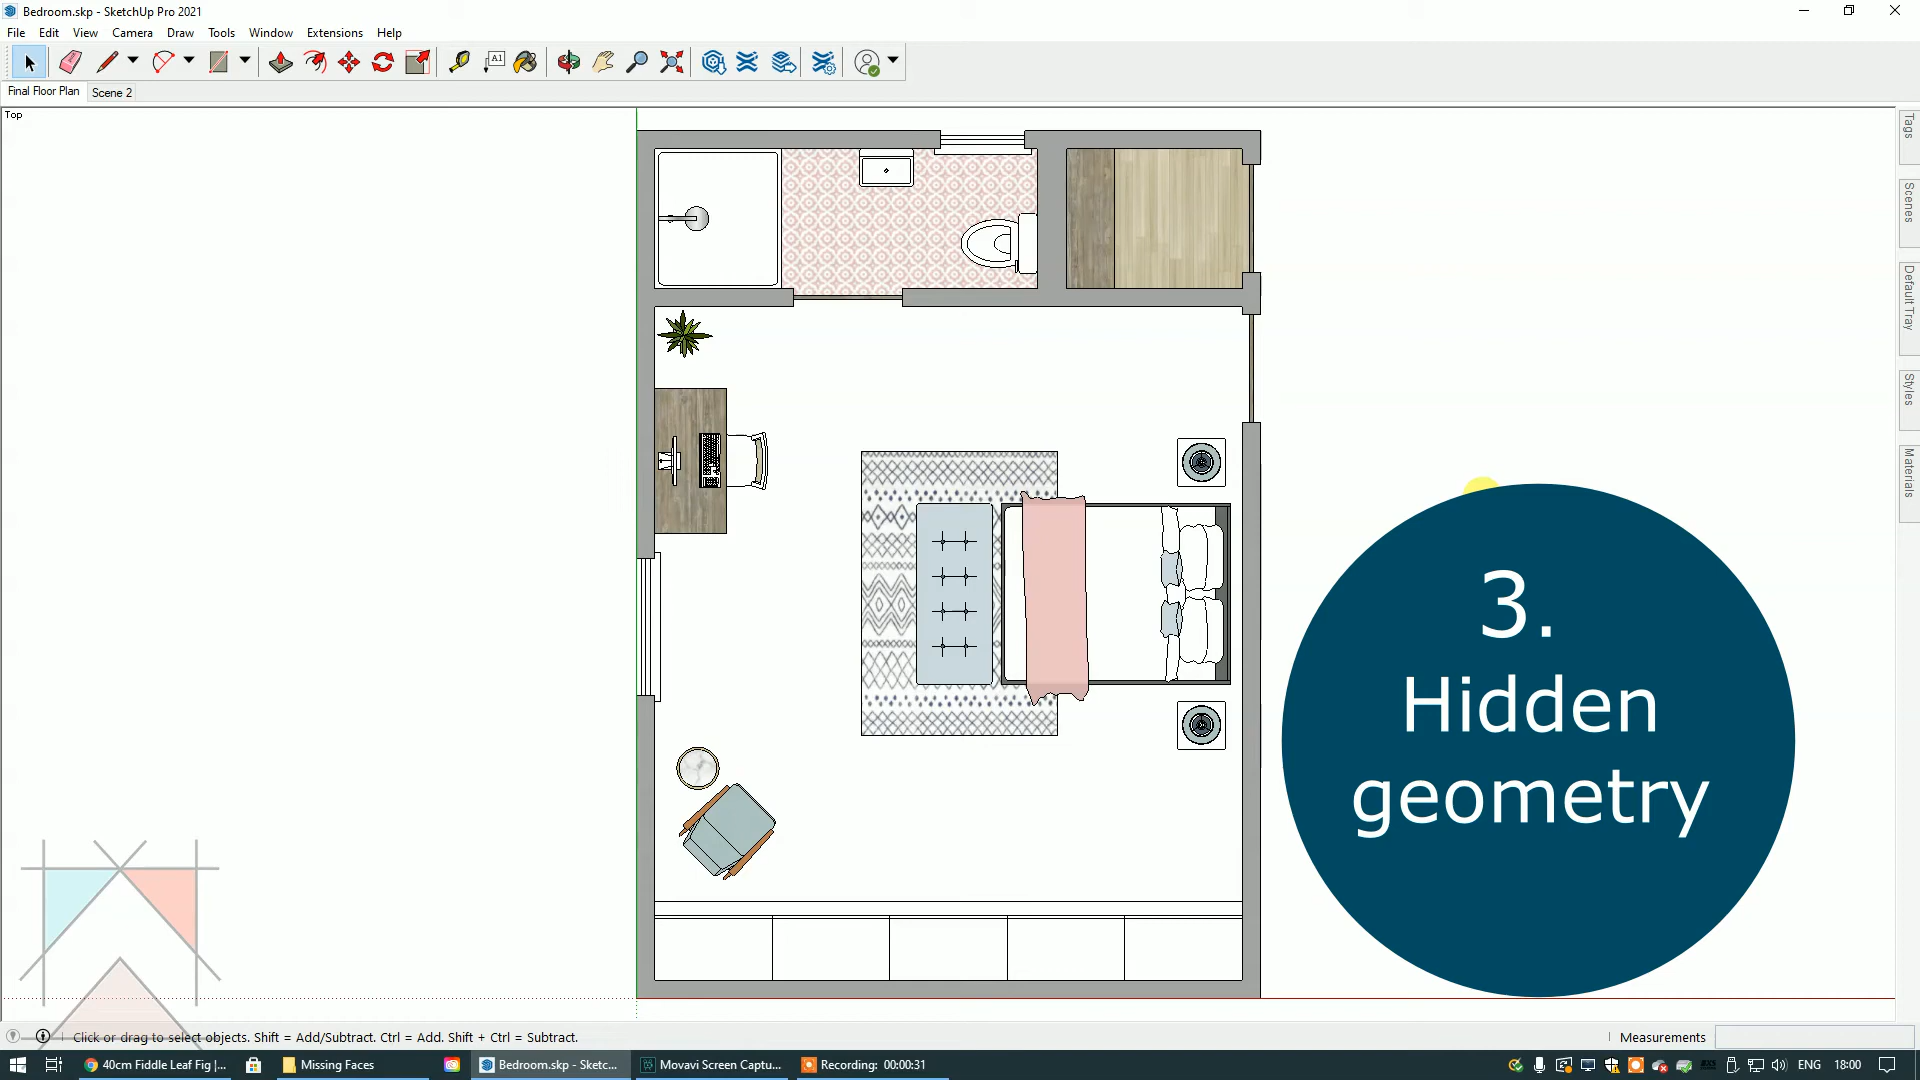 Bedroom.skp - SketchUp Pro 2021
File Edit View Camera Draw Tools Window Extensions Help
A1
Final Floor Plan Scene 2
Top
Tags
Scenes
Default Tray
Styles
Materials
3.
Hidden
geometry
Click or drag to select objects. Shift = Add/Subtract. Ctrl = Add. Shift + Ctrl = Subtract.
Measurements
40cm Fiddle Leaf Fig |...
Missing Faces
Bedroom.skp - Sketc...
Movavi Screen Captu...
Recording: 00:00:31
ENG
18:00